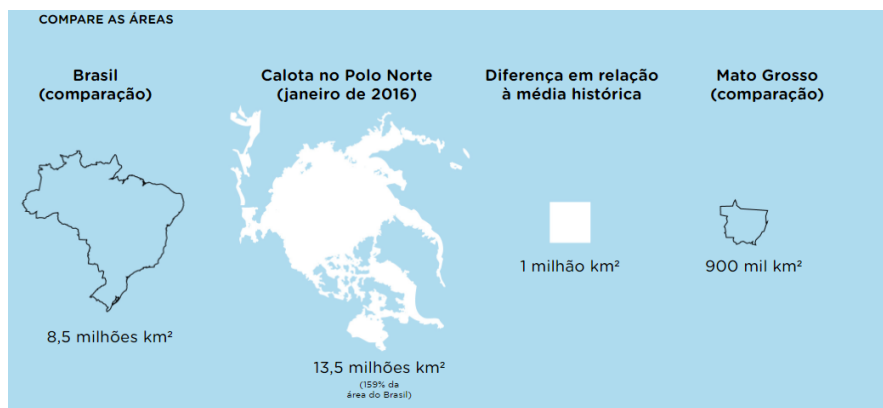 COMPARE AS ÁREAS
Brasil
(comparação)
8,5 milhões km²
Calota no Polo Norte
(janeiro de 2016)
13,5 milhões km²
(159% da
área do Brasil)
Diferença em relação
à média histórica
1 milhão km²
Mato Grosso
(comparação)
900 mil km²